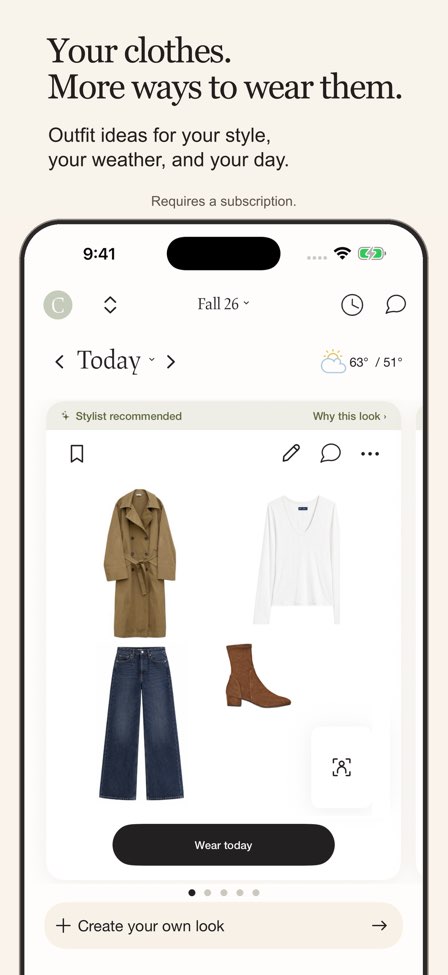 Your clothes.
More ways to wear them.
Outfit ideas for your style,
your weather, and your day.
Requires a subscription.
9:41
C
Fall 26
Today
63° / 51°
Stylist recommended
Why this look ›
Wear today
+ Create your own look →